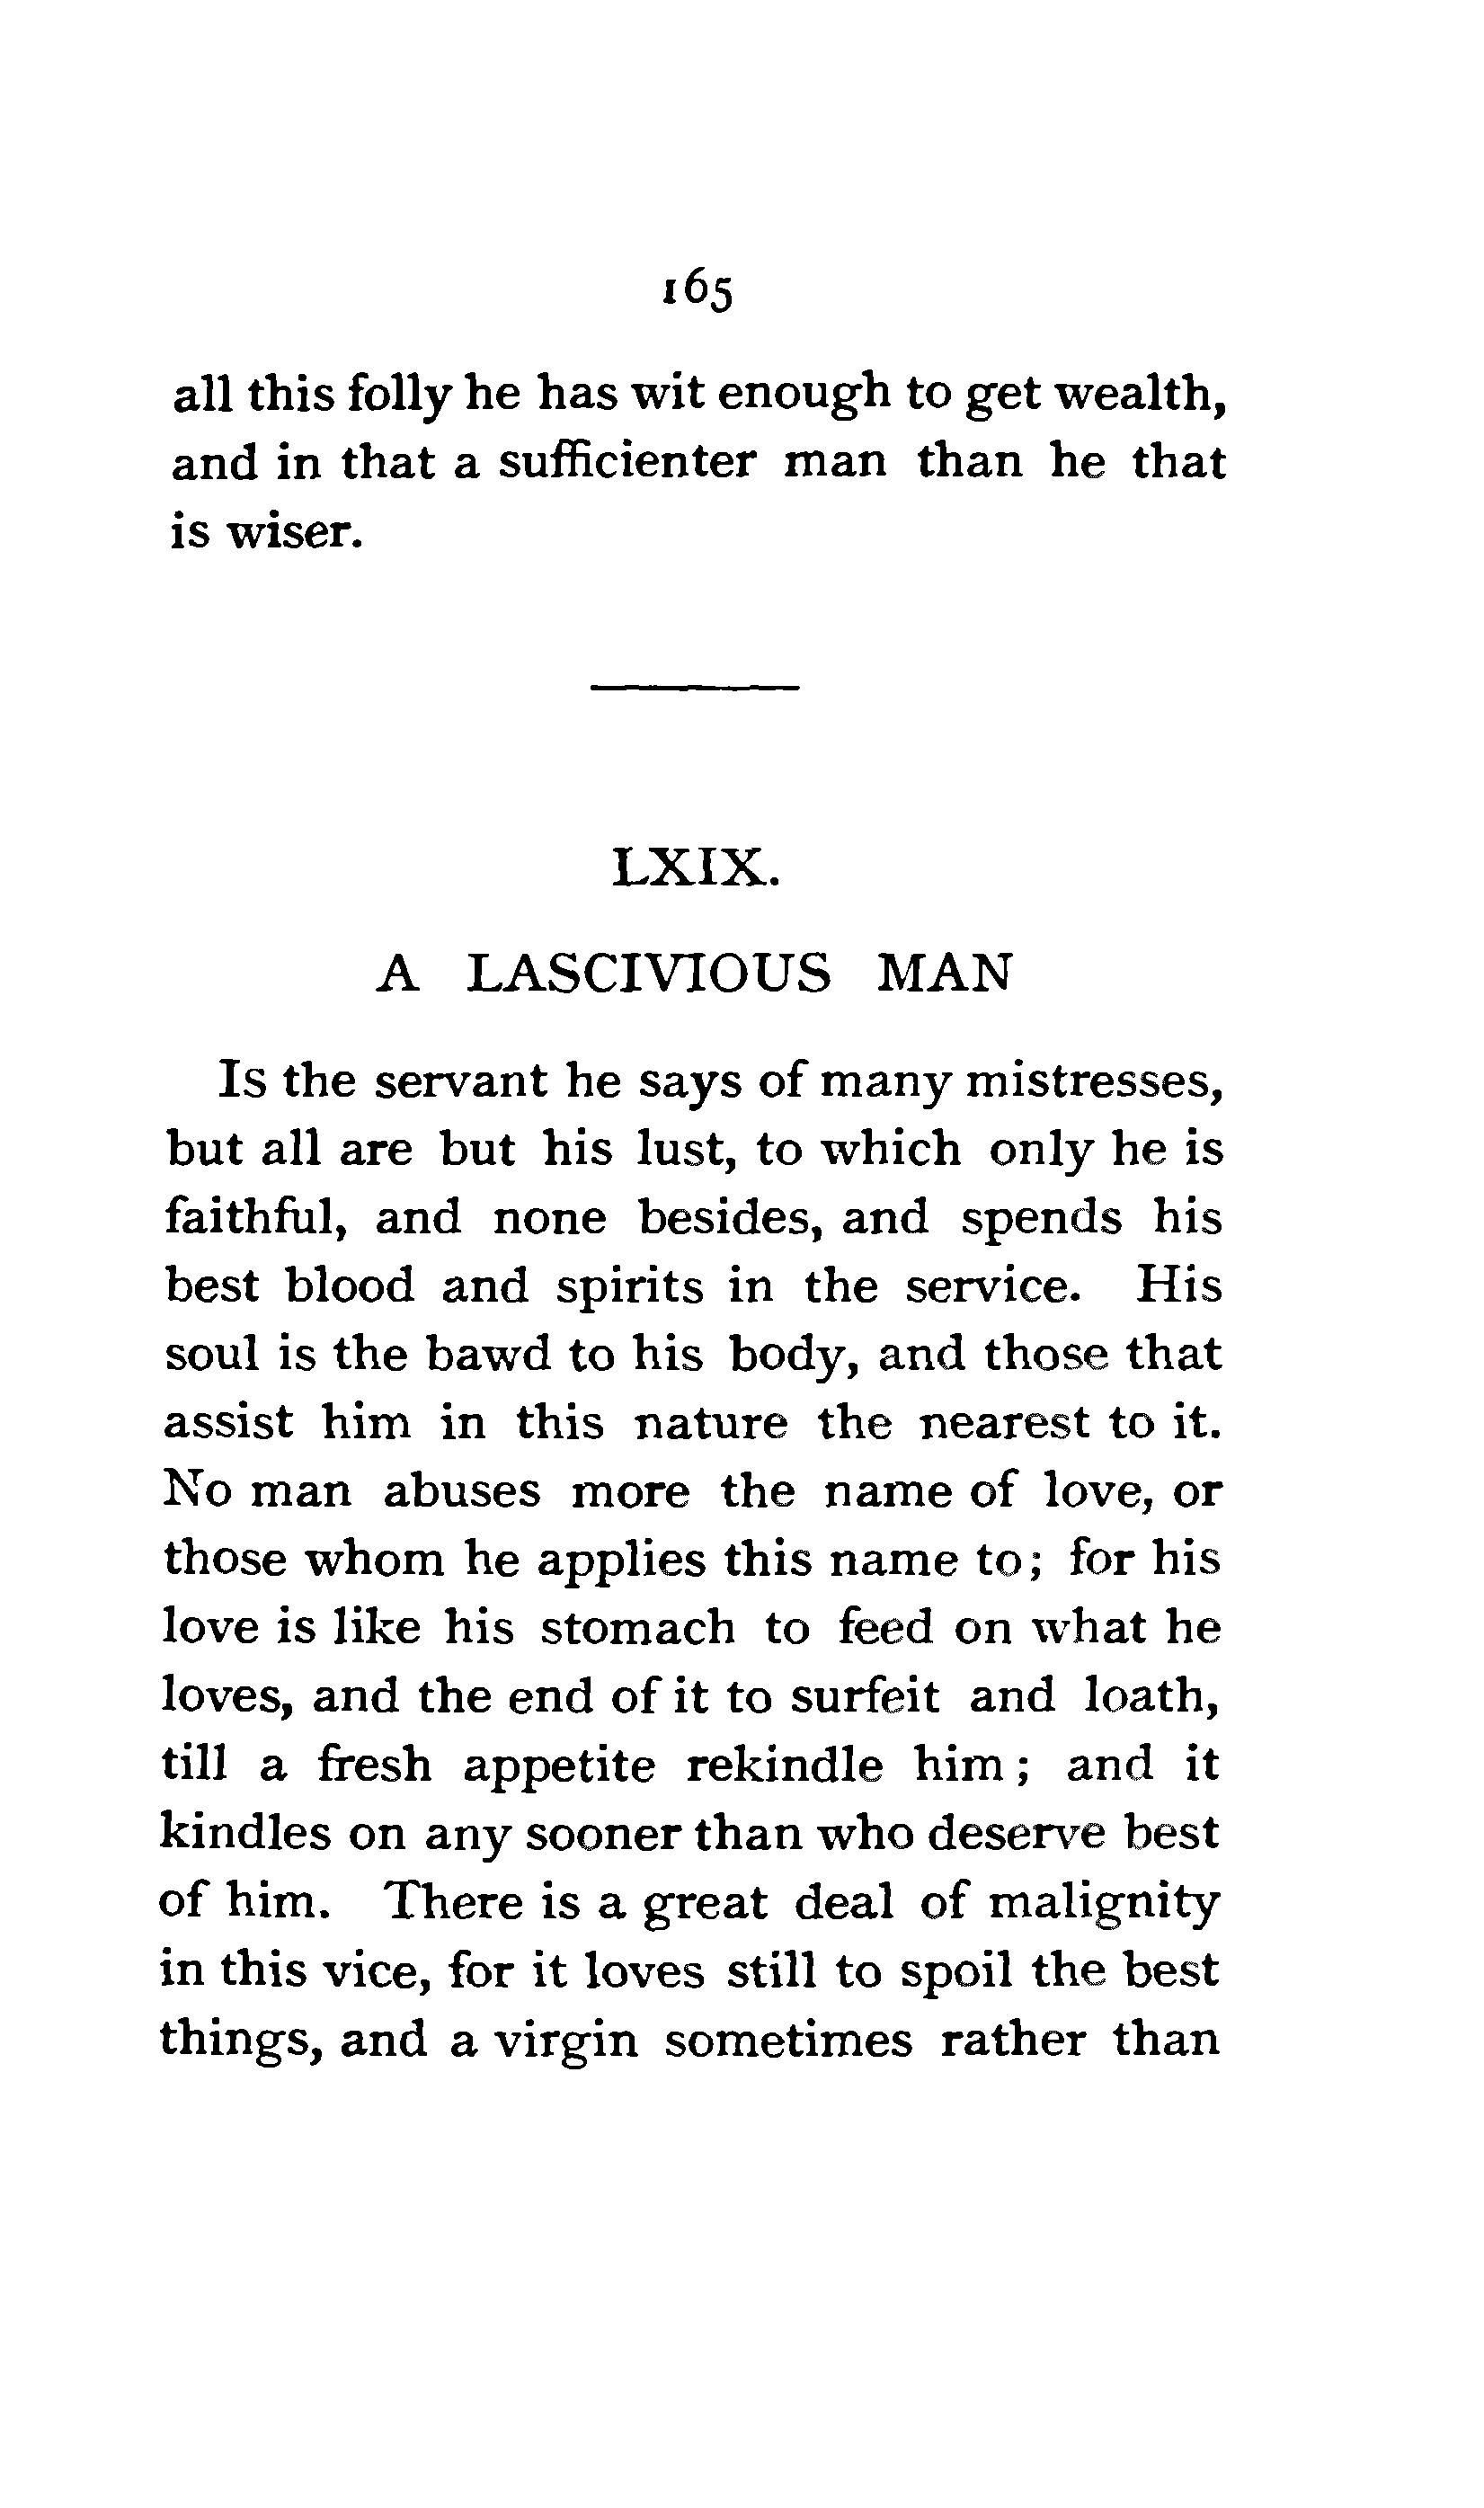 165
all this folly he has wit enough to get wealth,
and in that a sufficienter man than he that
is wiser.
LXIX.
A LASCIVIOUS MAN
Is the servant he says of many mistresses,
but all are but his lust, to which only he is
faithful, and none besides, and spends his
best blood and spirits in the service. His
soul is the bawd to his body, and those that
assist him in this nature the nearest to it.
No man abuses more the name of love, or
those whom he applies this name to; for his
love is like his stomach to feed on what he
loves, and the end of it to surfeit and loath,
till a fresh appetite rekindle him; and it
kindles on any sooner than who deserve best
of him. There is a great deal of malignity
in this vice, for it loves still to spoil the best
things, and a virgin sometimes rather than